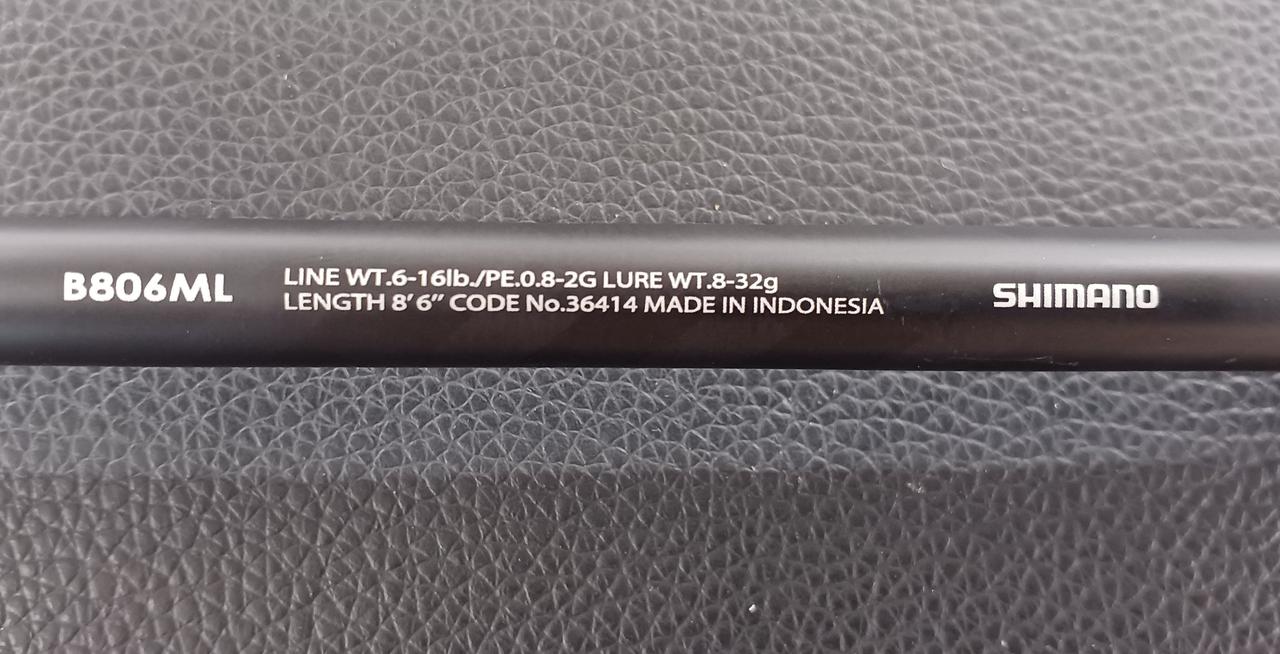 B806ML
LINE WT.6-16lb./PE.0.8-2G LURE WT.8-32g
LENGTH 8'6" CODE No.36414 MADE IN INDONESIA
SHIMANO